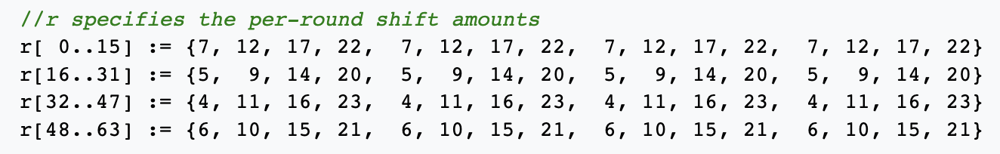 //r specifies the per-round shift amounts
r[ 0..15] := {7, 12, 17, 22,  7, 12, 17, 22,  7, 12, 17, 22,  7, 12, 17, 22}
r[16..31] := {5,  9, 14, 20,  5,  9, 14, 20,  5,  9, 14, 20,  5,  9, 14, 20}
r[32..47] := {4, 11, 16, 23,  4, 11, 16, 23,  4, 11, 16, 23,  4, 11, 16, 23}
r[48..63] := {6, 10, 15, 21,  6, 10, 15, 21,  6, 10, 15, 21,  6, 10, 15, 21}